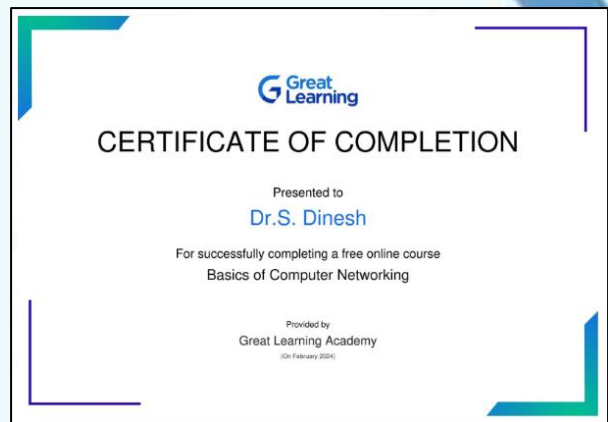 Great
Learning
CERTIFICATE OF COMPLETION
Presented to
Dr.S. Dinesh
For successfully completing a free online course
Basics of Computer Networking
Provided by
Great Learning Academy
(On February 2024)